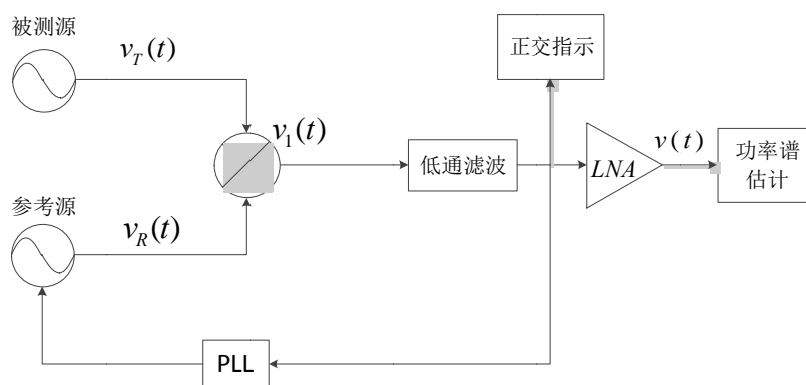 被测源
v_T(t)
正交指示
v_1(t)
v(t)
低通滤波
LNA
功率谱
估计
参考源
v_R(t)
PLL